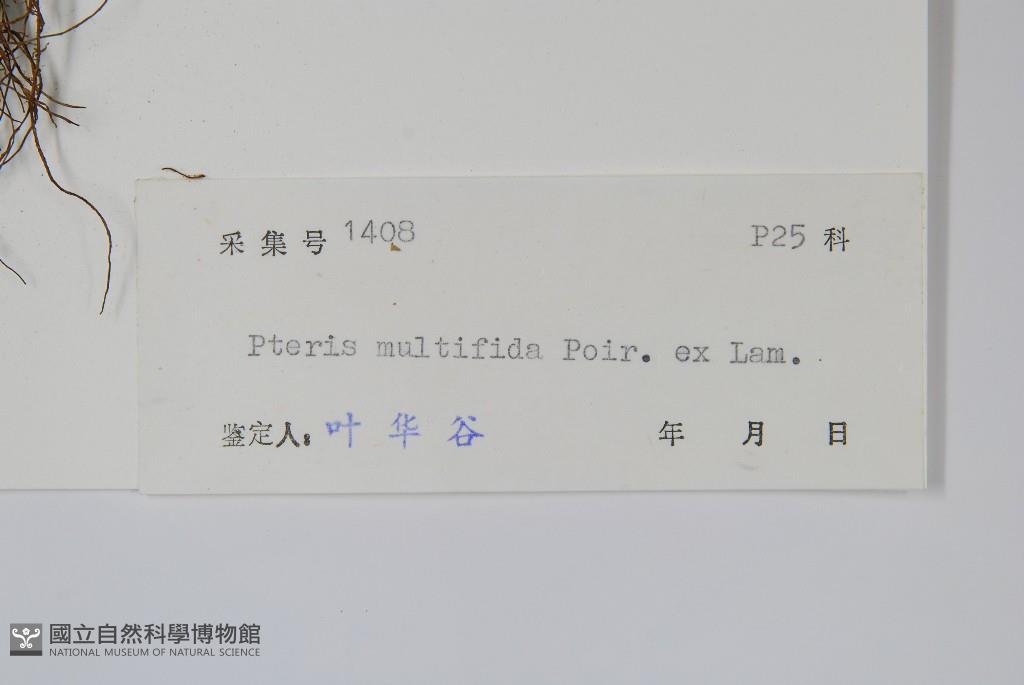 采集号 1408 P25 科
Pteris multifida Poir. ex Lam.
鉴定人: 叶华谷 年 月 日
國立自然科學博物館
NATIONAL MUSEUM OF NATURAL SCIENCE